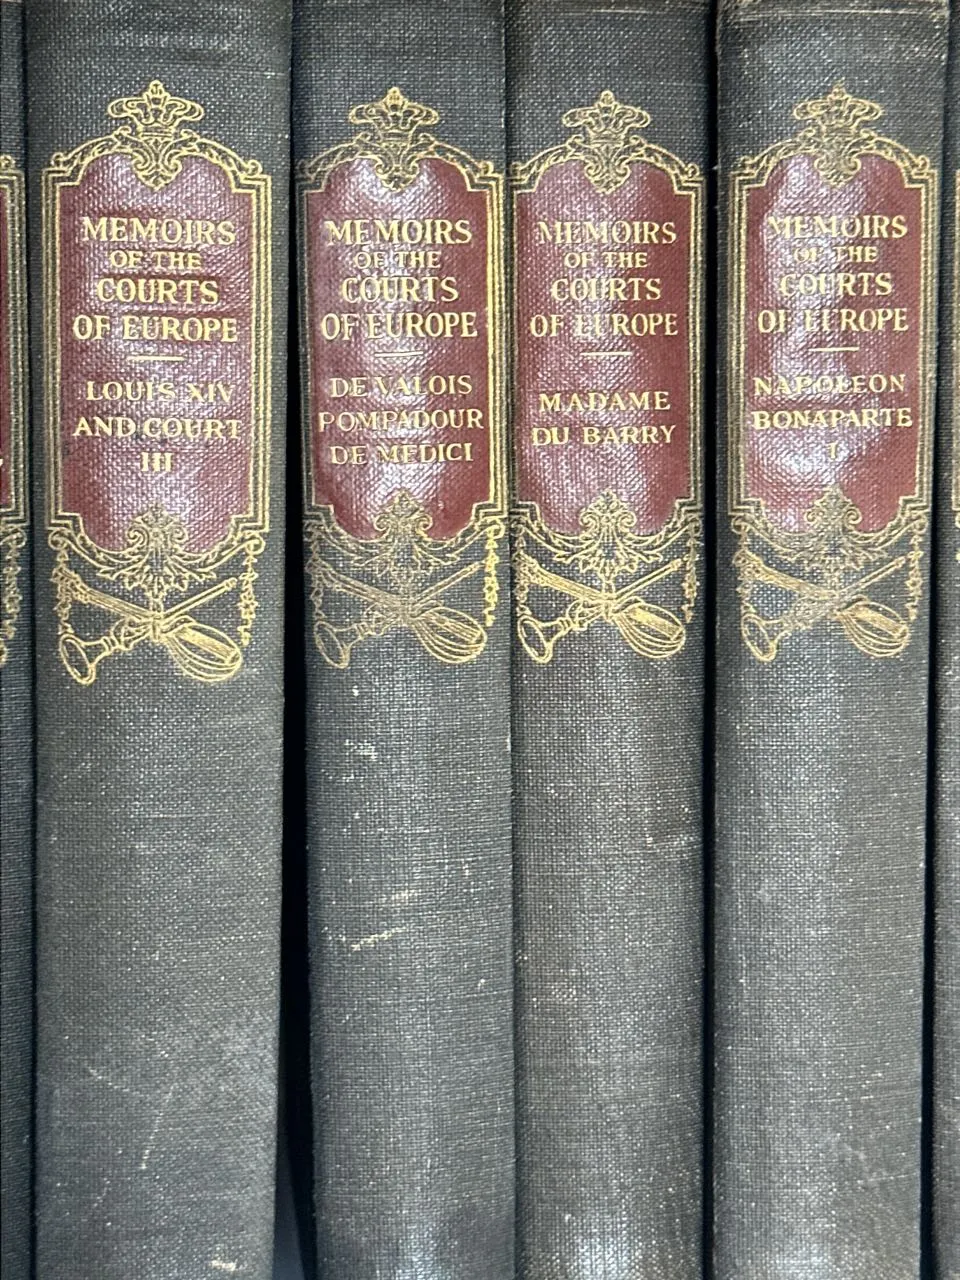 MEMOIRS
OF THE
COURTS
OF EUROPE
LOUIS XIV
AND COURT
III
MEMOIRS
OF THE
COURTS
OF EUROPE
DE VALOIS
POMPADOUR
DE MEDICI
MEMOIRS
OF THE
COURTS
OF EUROPE
MADAME
DU BARRY
MEMOIRS
OF THE
COURTS
OF EUROPE
NAPOLEON
BONAPARTE
I